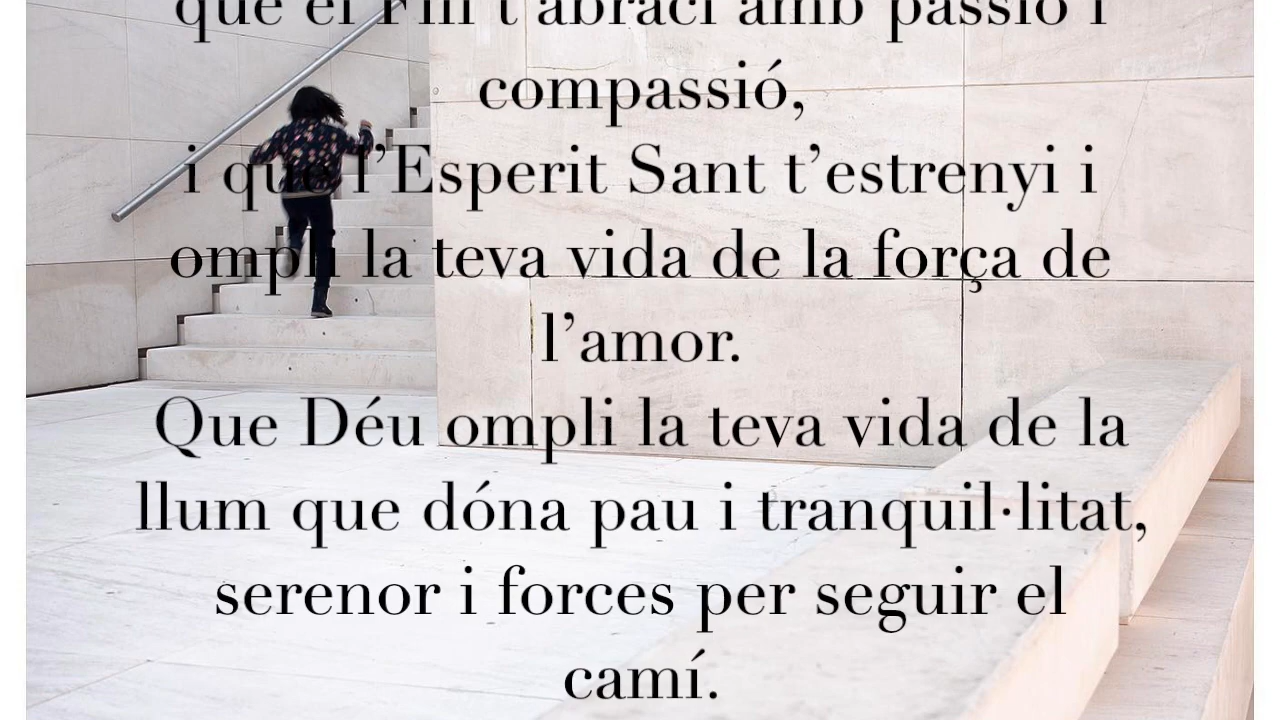 que el Fill t'abraci amb passió i
compassió,
i que l'Esperit Sant t'estrenyi i
ompli la teva vida de la força de
l'amor.
Que Déu ompli la teva vida de la
llum que dóna pau i tranquil·litat,
serenor i forces per seguir el
camí.